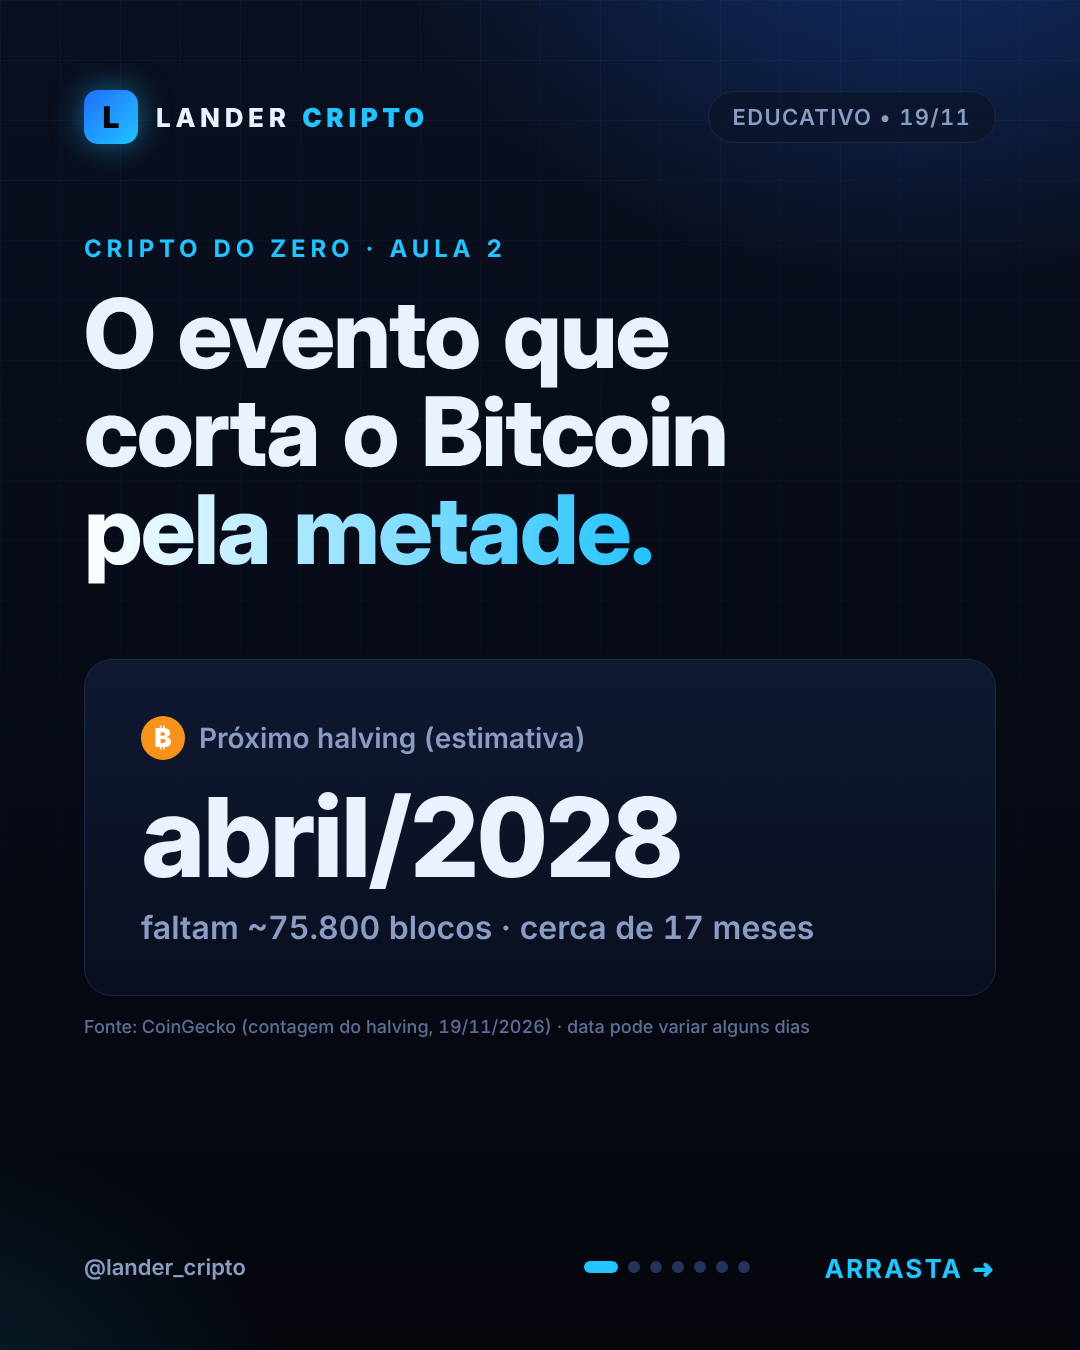 L LANDER CRIPTO
EDUCATIVO • 19/11
CRIPTO DO ZERO · AULA 2
O evento que
corta o Bitcoin
pela metade.
₿ Próximo halving (estimativa)
abril/2028
faltam ~75.800 blocos · cerca de 17 meses
Fonte: CoinGecko (contagem do halving, 19/11/2026) · data pode variar alguns dias
@lander_cripto
ARRASTA ➜